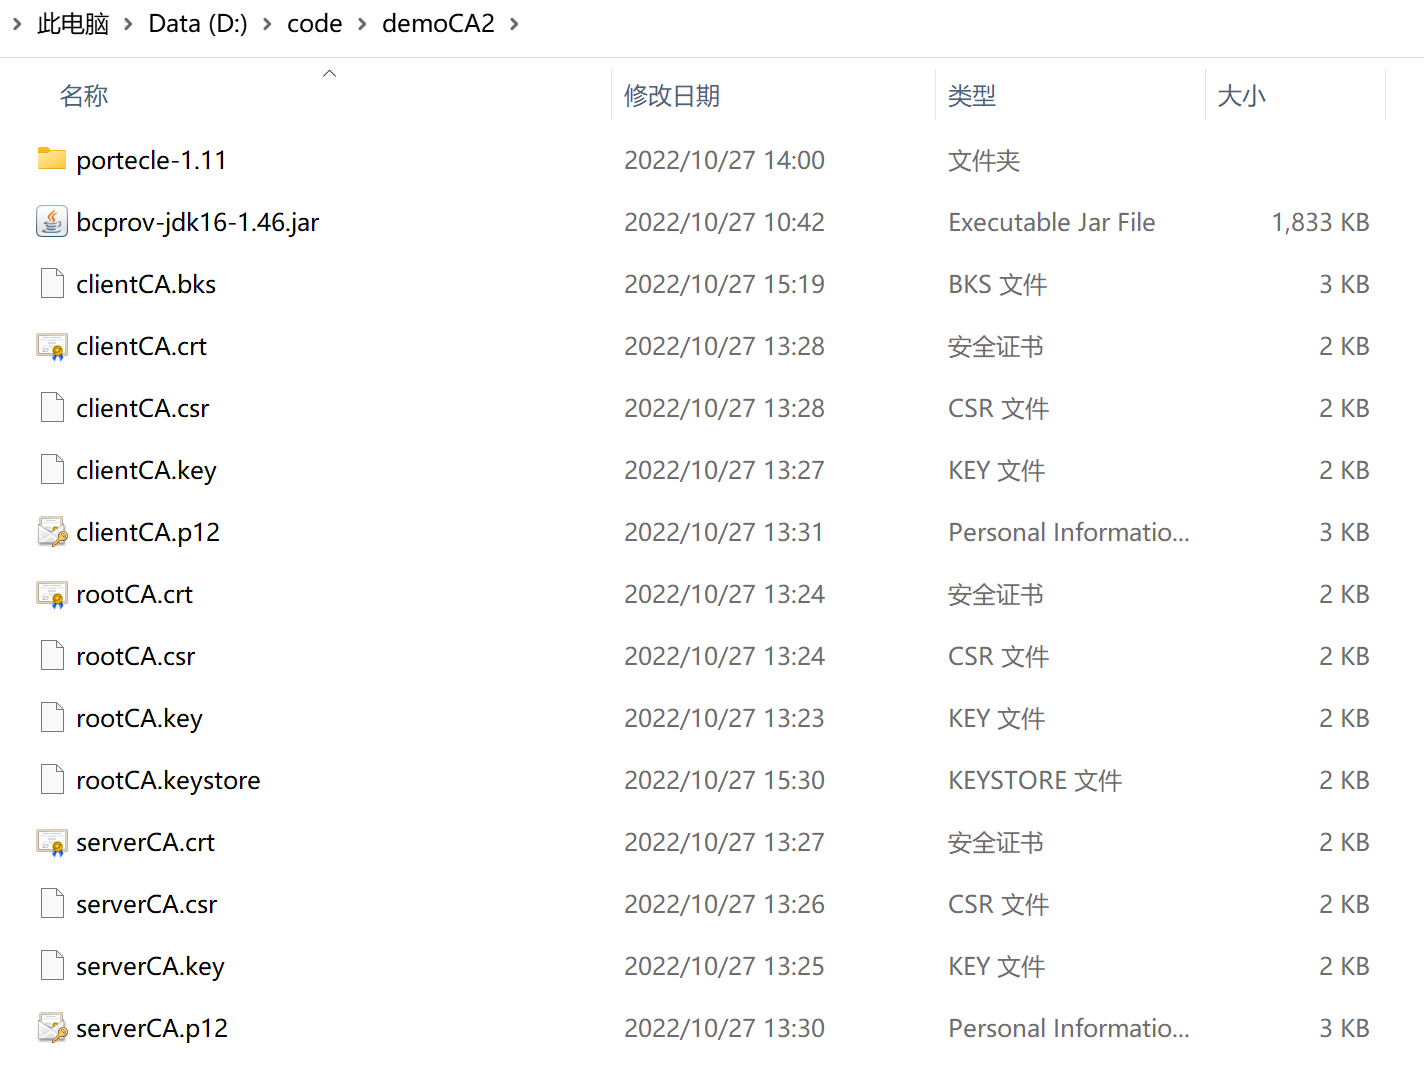 此电脑 Data (D:) code demoCA2
名称 修改日期 类型 大小
portecle-1.11 2022/10/27 14:00 文件夹
bcprov-jdk16-1.46.jar 2022/10/27 10:42 Executable Jar File 1,833 KB
clientCA.bks 2022/10/27 15:19 BKS 文件 3 KB
clientCA.crt 2022/10/27 13:28 安全证书 2 KB
clientCA.csr 2022/10/27 13:28 CSR 文件 2 KB
clientCA.key 2022/10/27 13:27 KEY 文件 2 KB
clientCA.p12 2022/10/27 13:31 Personal Informatio... 3 KB
rootCA.crt 2022/10/27 13:24 安全证书 2 KB
rootCA.csr 2022/10/27 13:24 CSR 文件 2 KB
rootCA.key 2022/10/27 13:23 KEY 文件 2 KB
rootCA.keystore 2022/10/27 15:30 KEYSTORE 文件 2 KB
serverCA.crt 2022/10/27 13:27 安全证书 2 KB
serverCA.csr 2022/10/27 13:26 CSR 文件 2 KB
serverCA.key 2022/10/27 13:25 KEY 文件 2 KB
serverCA.p12 2022/10/27 13:30 Personal Informatio... 3 KB